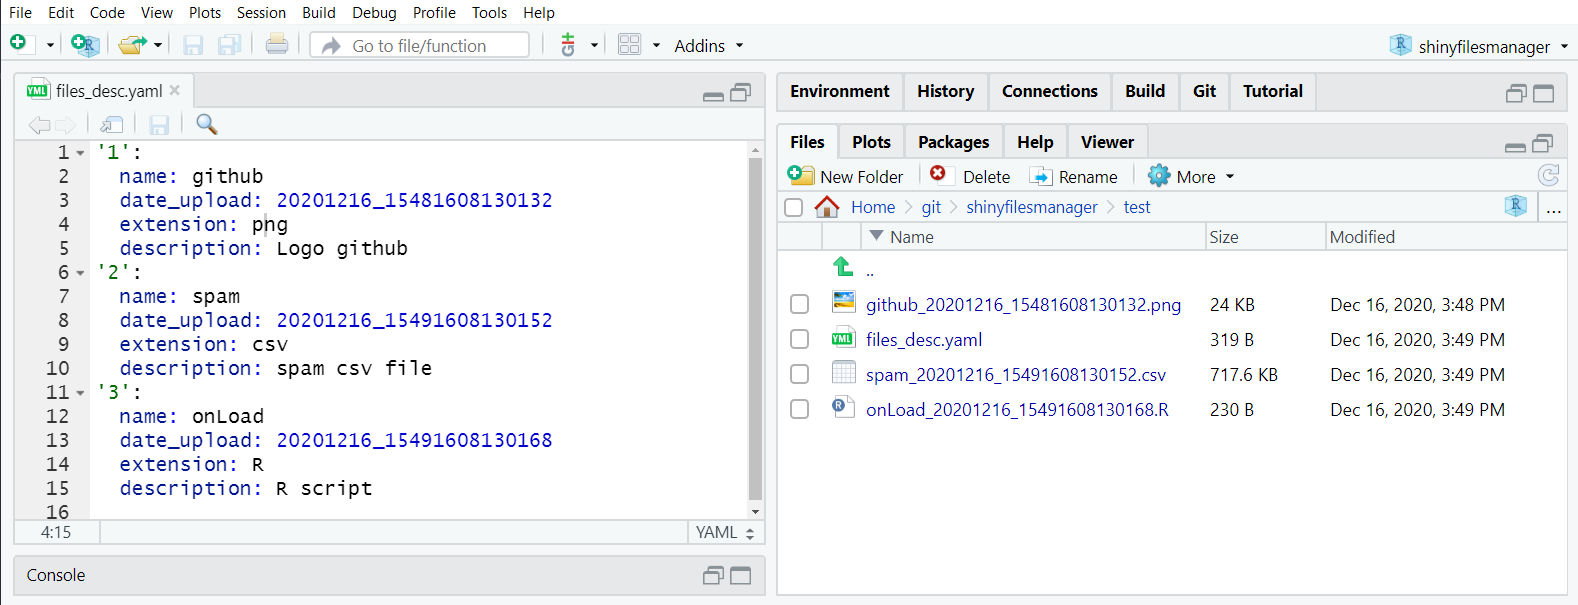 File Edit Code View Plots Session Build Debug Profile Tools Help
Go to file/function Addins shinyfilesmanager
files_desc.yaml
1 '1':
2 name: github
3 date_upload: 20201216_15481608130132
4 extension: png
5 description: Logo github
6 '2':
7 name: spam
8 date_upload: 20201216_15491608130152
9 extension: csv
10 description: spam csv file
11 '3':
12 name: onLoad
13 date_upload: 20201216_15491608130168
14 extension: R
15 description: R script
16
4:15 YAML
Console
Environment History Connections Build Git Tutorial
Files Plots Packages Help Viewer
New Folder Delete Rename More
Home git shinyfilesmanager test ...
Name Size Modified
..
github_20201216_15481608130132.png 24 KB Dec 16, 2020, 3:48 PM
files_desc.yaml 319 B Dec 16, 2020, 3:49 PM
spam_20201216_15491608130152.csv 717.6 KB Dec 16, 2020, 3:49 PM
onLoad_20201216_15491608130168.R 230 B Dec 16, 2020, 3:49 PM